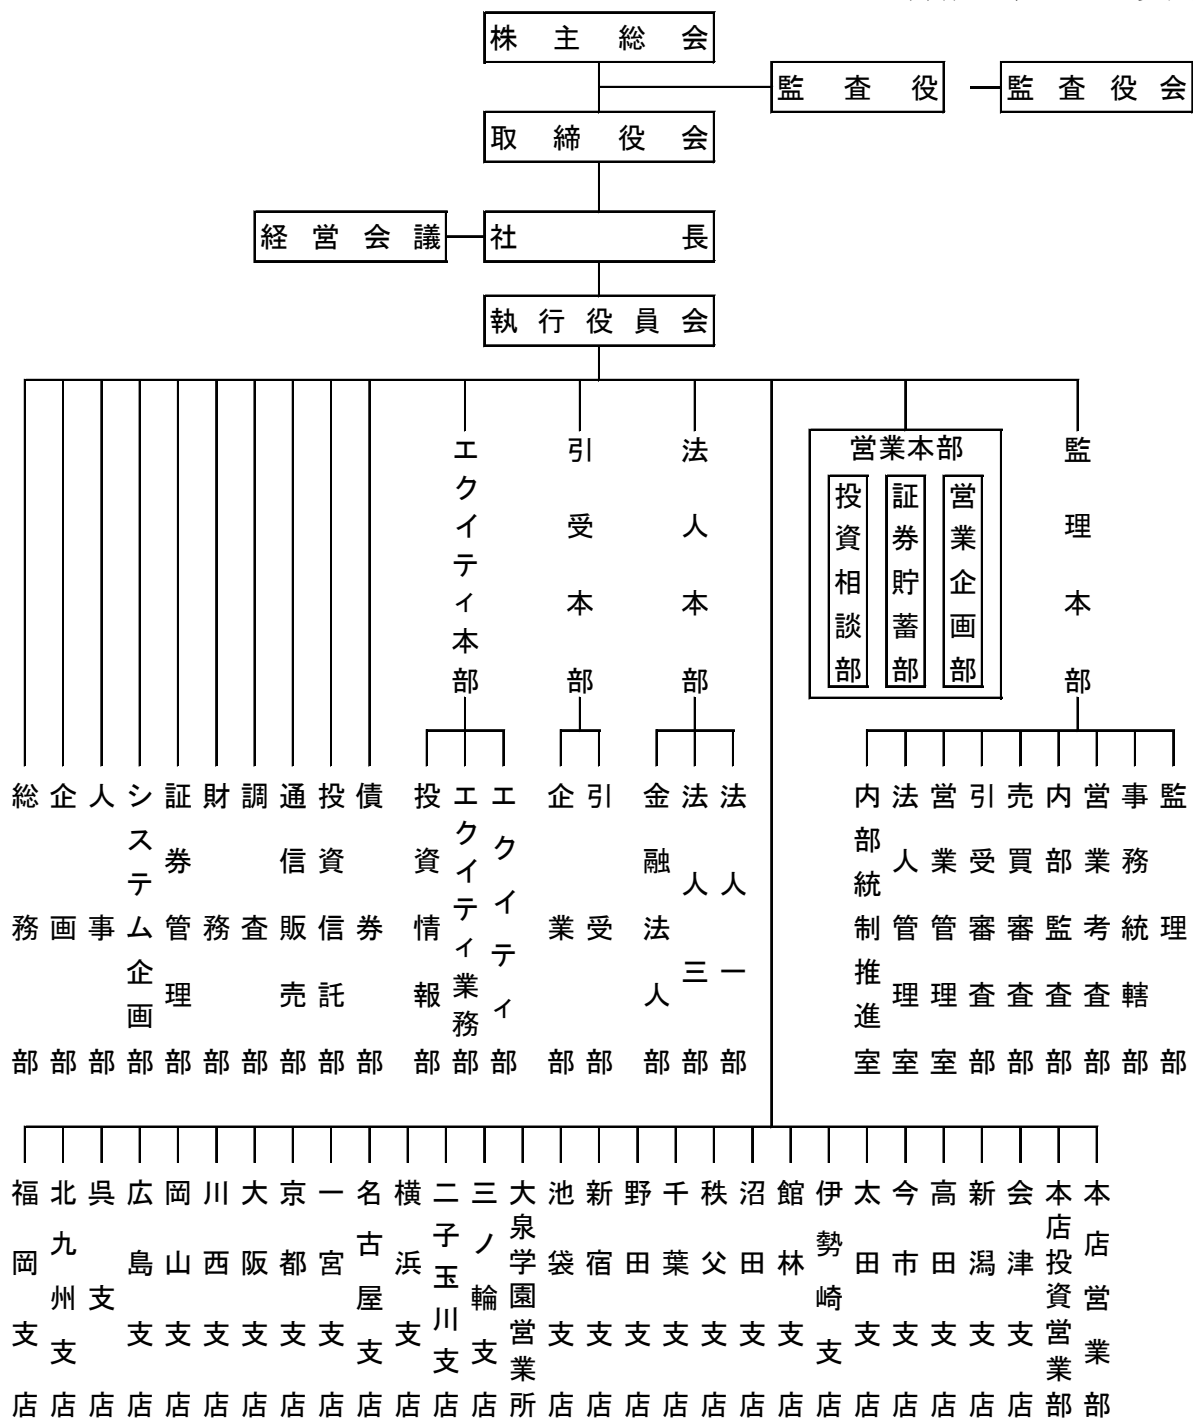 株主総会
監査役
監査役会
取締役会
経営会議
社長
執行役員会
エクイティ本部
引受本部
法人本部
営業本部
投資相談部
証券貯蓄部
営業企画部
監理本部
総務部
企画部
人事部
システム企画部
証券管理部
財務部
調査部
通信販売部
投資信託部
債券部
投資情報部
エクイティ業務部
エクイティ部
企業部
引受部
金融法人部
法人三部
法人一部
内部統制推進室
法人管理室
営業管理室
引受審査部
売買審査部
内部監査部
営業考査部
事務統轄部
監理部
福岡支店
北九州支店
呉支店
広島支店
岡山支店
川西支店
大阪支店
京都支店
一宮支店
名古屋支店
横浜支店
二子玉川支店
三ノ輪支店
大泉学園営業所
池袋支店
新宿支店
野田支店
千葉支店
秩父支店
沼田支店
館林支店
伊勢崎支店
太田支店
今市支店
高田支店
新潟支店
会津支店
本店投資営業部
本店営業部